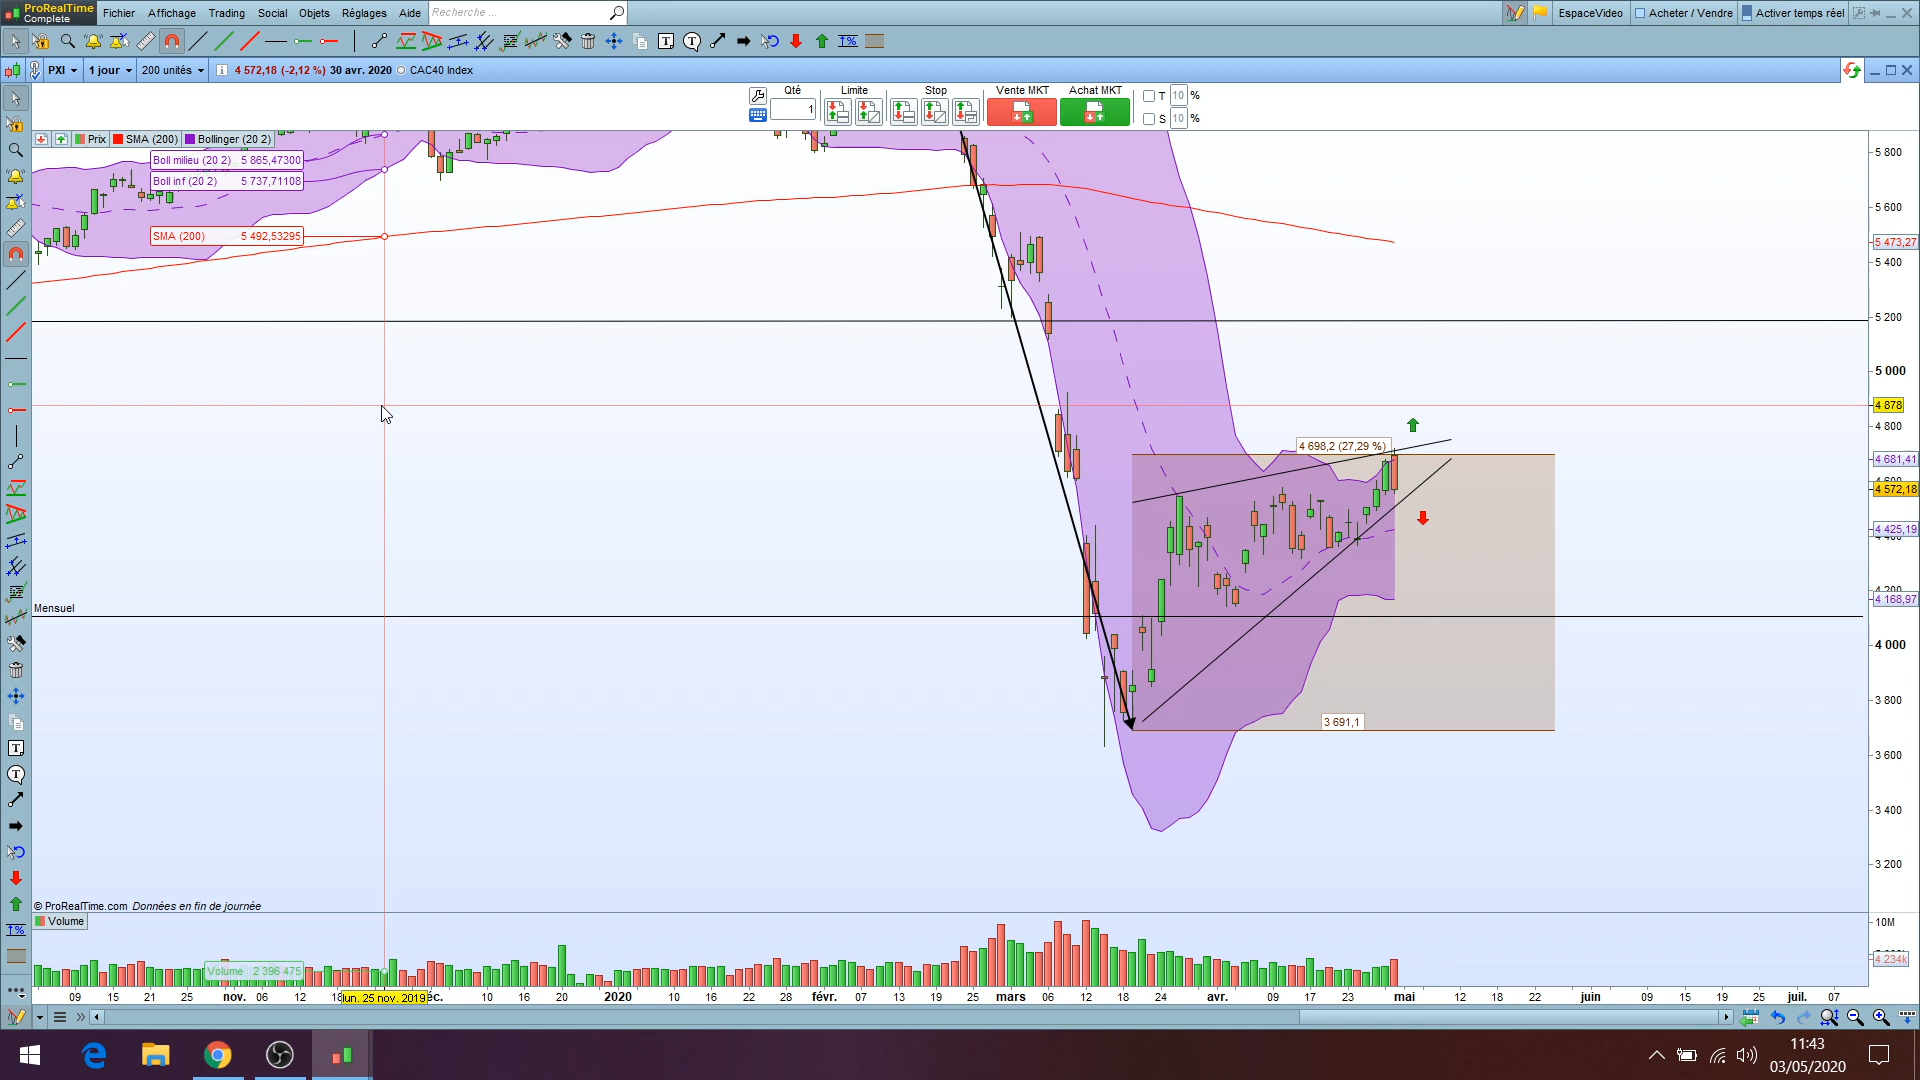 ProRealTime
Complete
Fichier Affichage Trading Social Objets Réglages Aide Recherche ... EspaceVideo Acheter / Vendre Activer temps réel
PXI 1 jour 200 unités 4 572,18 (-2,12 %) 30 avr. 2020 CAC40 Index
Qté Limite Stop Vente MKT Achat MKT T 10 %
1 S 10 %
Prix SMA (200) Bollinger (20 2)
Boll milieu (20 2) 5 865,47300
Boll inf (20 2) 5 737,71108
SMA (200) 5 492,53295
5 800
5 600
5 473,27
5 400
5 200
5 000
4 878
4 800
4 698,2 (27,29 %)
4 681,41
4 572,18
4 425,19
4 168,97
Mensuel
4 000
3 800
3 691,1
3 600
3 400
3 200
© ProRealTime.com Données en fin de journée
Volume
10M
Volume 2 396 475
4 234k
09 15 21 25 nov. 06 12 lun. 25 nov. 2019 10 16 20 2020 10 16 22 28 févr. 07 13 19 25 mars 06 12 18 24 avr. 09 17 23 mai 12 18 22 juin 09 15 19 25 juil. 07
11:43
03/05/2020